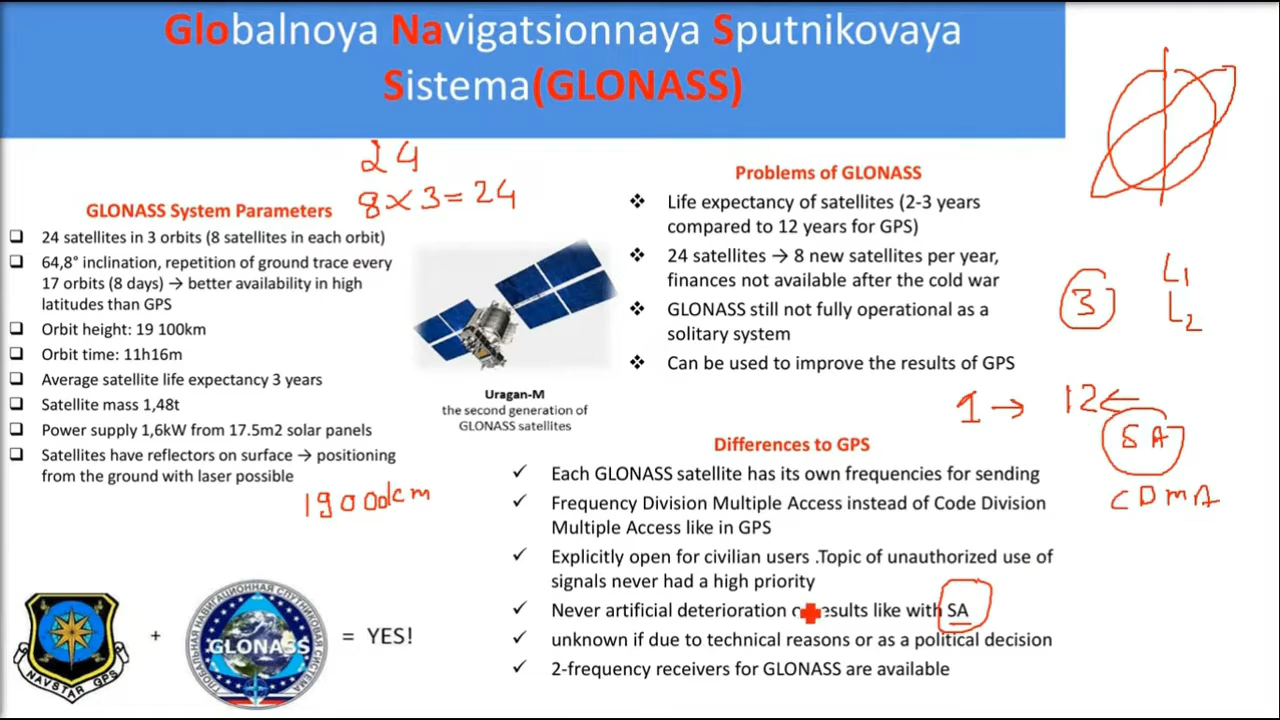 Globalnoya Navigatsionnaya Sputnikovaya
Sistema(GLONASS)
24
8 x 3 = 24
GLONASS System Parameters
24 satellites in 3 orbits (8 satellites in each orbit)
64,8° inclination, repetition of ground trace every
17 orbits (8 days) → better availability in high
latitudes than GPS
Orbit height: 19 100km
Orbit time: 11h16m
Average satellite life expectancy 3 years
Satellite mass 1,48t
Power supply 1,6kW from 17.5m2 solar panels
Satellites have reflectors on surface → positioning
from the ground with laser possible
19000km
Uragan-M
the second generation of
GLONASS satellites
Problems of GLONASS
Life expectancy of satellites (2-3 years
compared to 12 years for GPS)
24 satellites → 8 new satellites per year,
finances not available after the cold war
GLONASS still not fully operational as a
solitary system
Can be used to improve the results of GPS
3
L1
L2
1 → 12 ←
SA
CDMA
Differences to GPS
Each GLONASS satellite has its own frequencies for sending
Frequency Division Multiple Access instead of Code Division
Multiple Access like in GPS
Explicitly open for civilian users .Topic of unauthorized use of
signals never had a high priority
Never artificial deterioration results like with SA
unknown if due to technical reasons or as a political decision
2-frequency receivers for GLONASS are available
NAVSTAR GPS
+
ГЛОБАЛЬНАЯ НАВИГАЦИОННАЯ СПУТНИКОВАЯ СИСТЕМА
GLONASS
= YES!